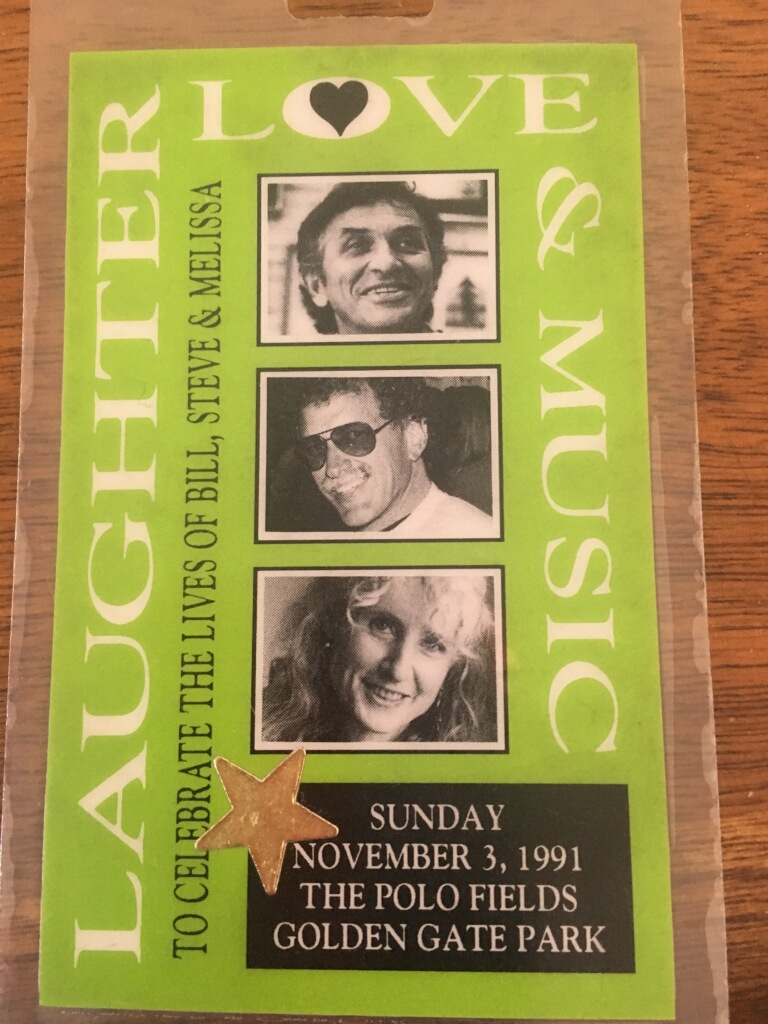 LAUGHTER
LOVE
& MUSIC
TO CELEBRATE THE LIVES OF BILL, STEVE & MELISSA
SUNDAY
NOVEMBER 3, 1991
THE POLO FIELDS
GOLDEN GATE PARK